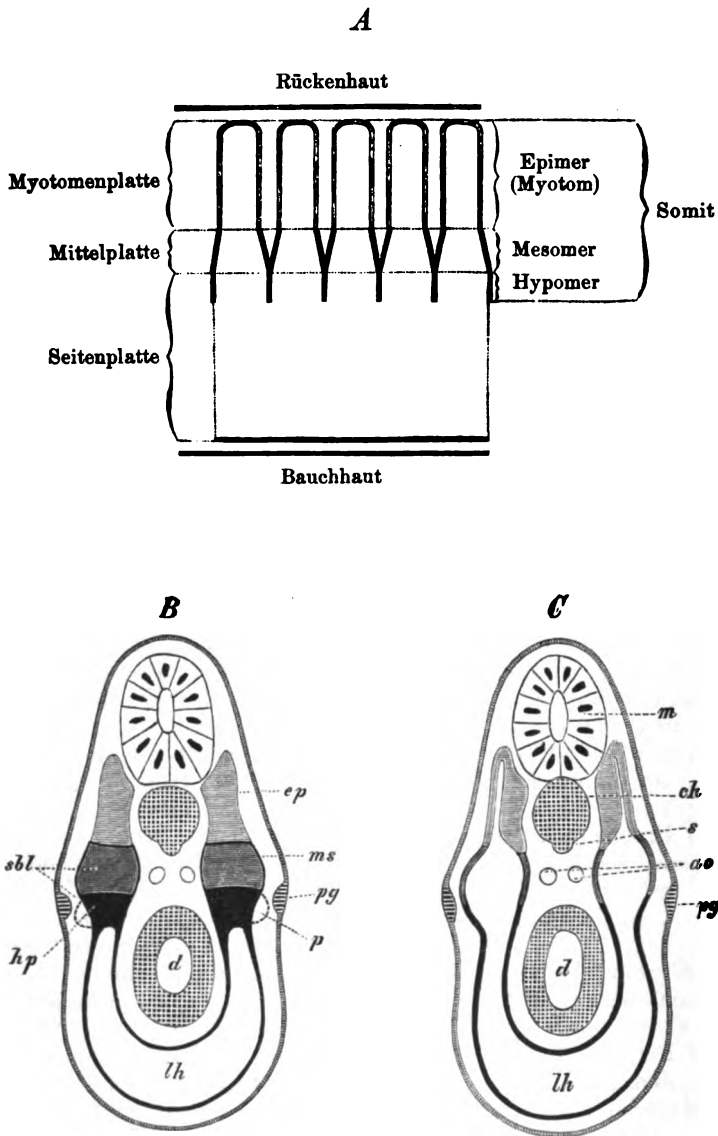 A
Rückenhaut
Myotomenplatte
Epimer
(Myotom)
Somit
Mittelplatte
Mesomer
Hypomer
Seitenplatte
Bauchhaut
B
C
m
ep
ch
s
sbl
ms
ao
pg
pg
hp
p
d
d
lh
lh